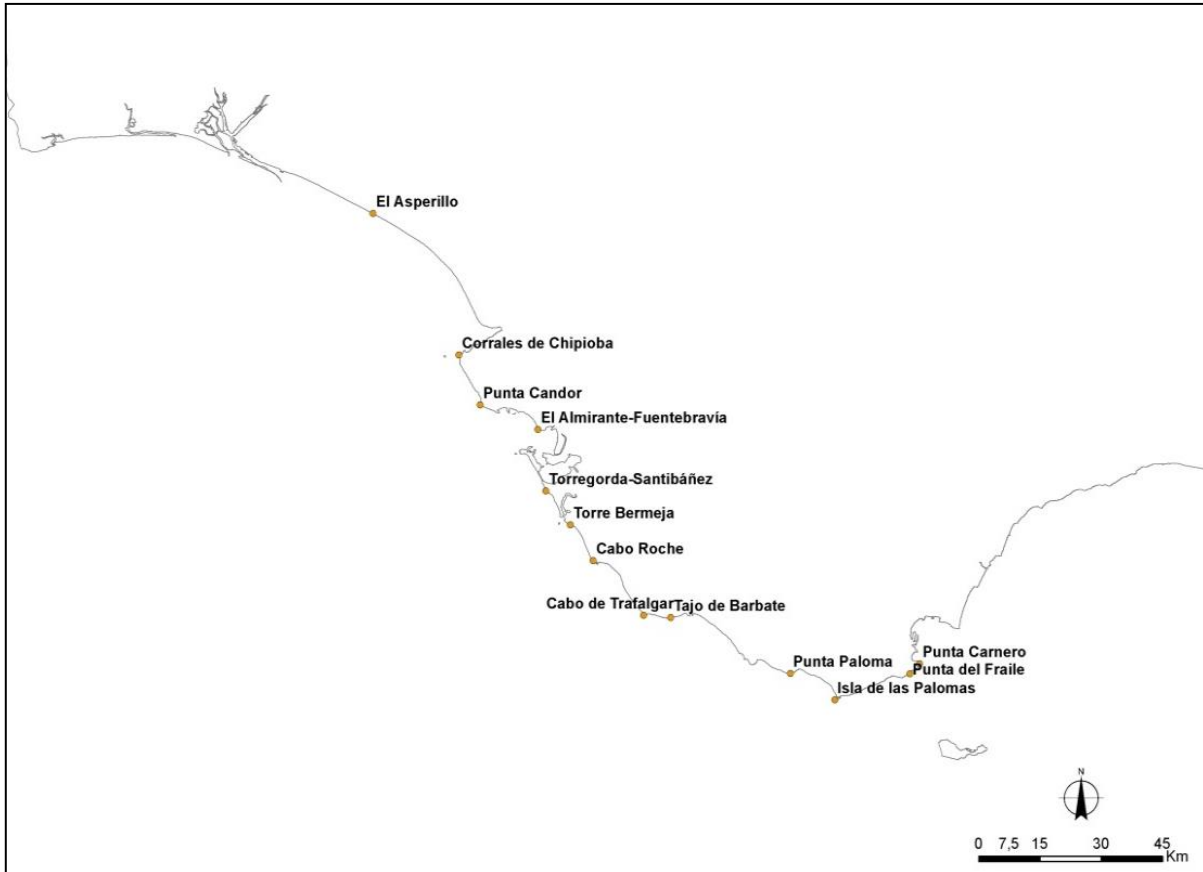 El Asperillo
Corrales de Chipioba
Punta Candor
El Almirante-Fuentebravía
Torregorda-Santibáñez
Torre Bermeja
Cabo Roche
Cabo de Trafalgar
Tajo de Barbate
Punta Carnero
Punta Paloma
Punta del Fraile
Isla de las Palomas
N
0 7,5 15 30 45
Km